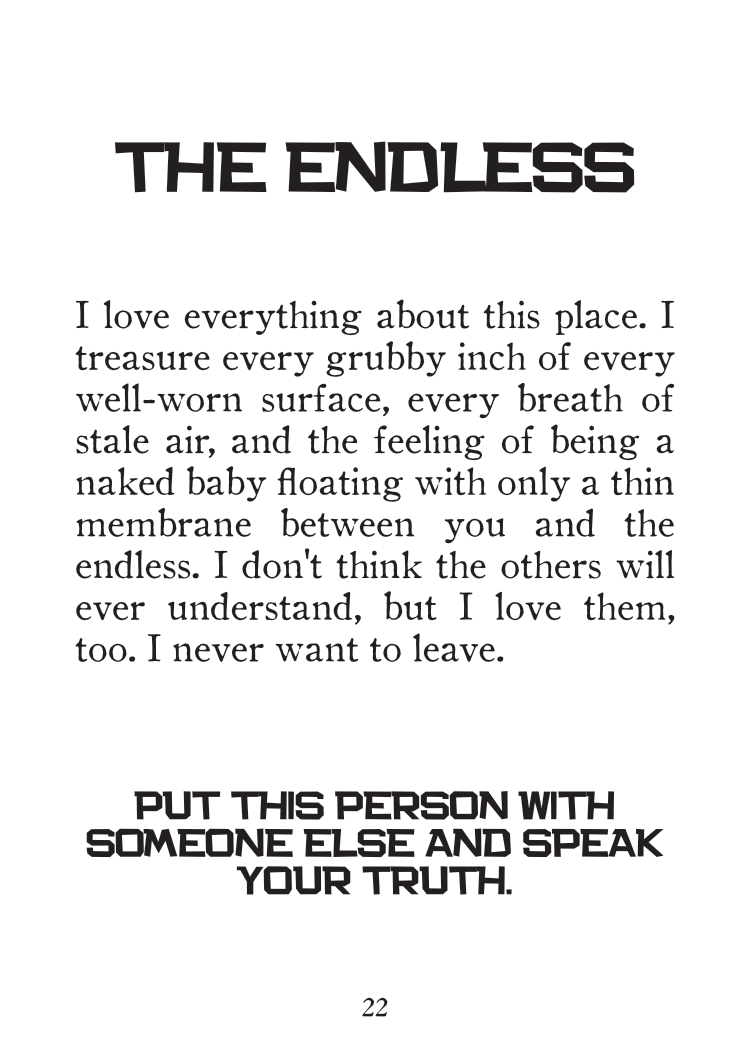 THE ENDLESS
I love everything about this place. I
treasure every grubby inch of every
well-worn surface, every breath of
stale air, and the feeling of being a
naked baby floating with only a thin
membrane between you and the
endless. I don't think the others will
ever understand, but I love them,
too. I never want to leave.
PUT THIS PERSON WITH
SOMEONE ELSE AND SPEAK
YOUR TRUTH.
22